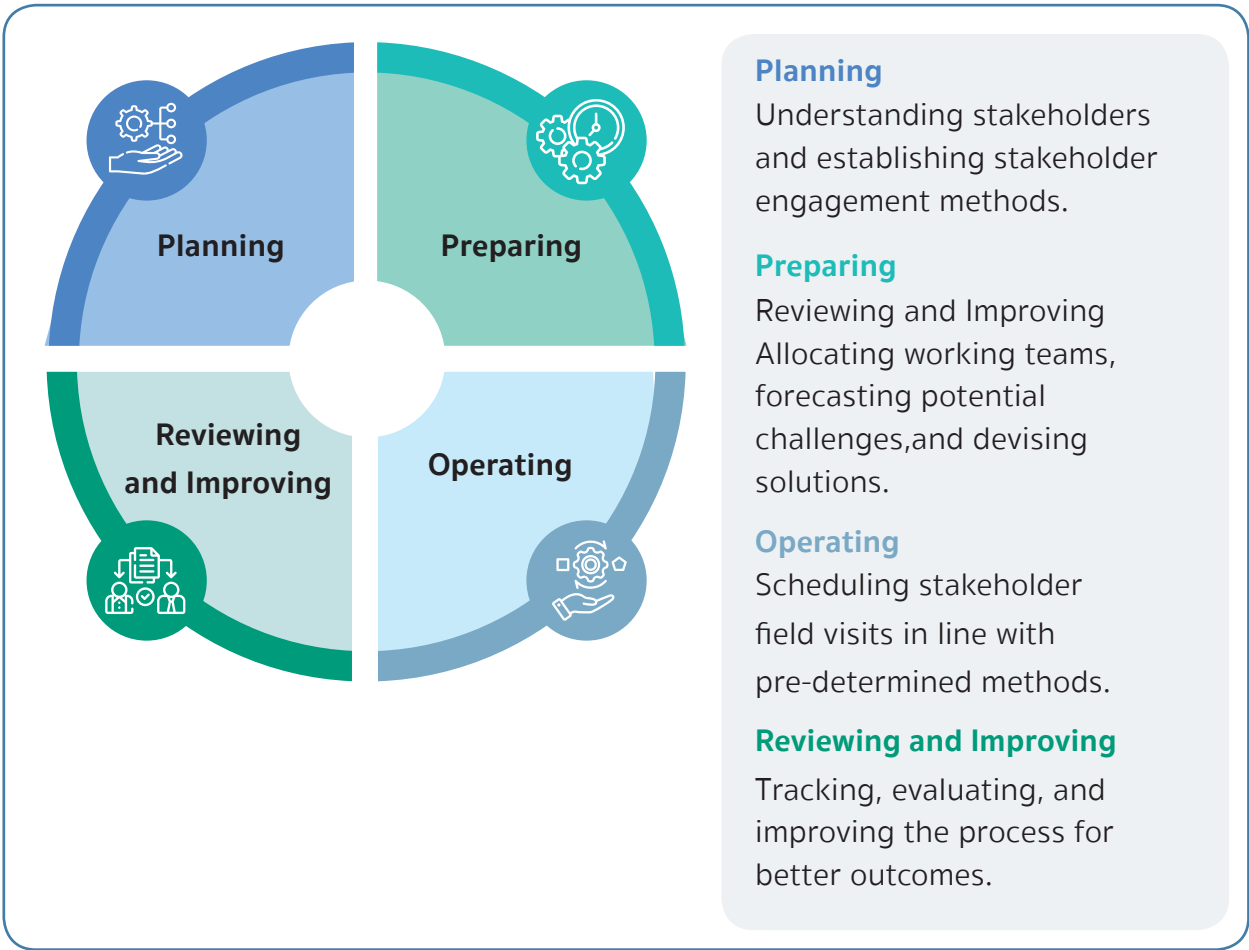 Planning
Preparing
Reviewing
and Improving
Operating
Planning
Understanding stakeholders
and establishing stakeholder
engagement methods.
Preparing
Reviewing and Improving
Allocating working teams,
forecasting potential
challenges,and devising
solutions.
Operating
Scheduling stakeholder
field visits in line with
pre-determined methods.
Reviewing and Improving
Tracking, evaluating, and
improving the process for
better outcomes.